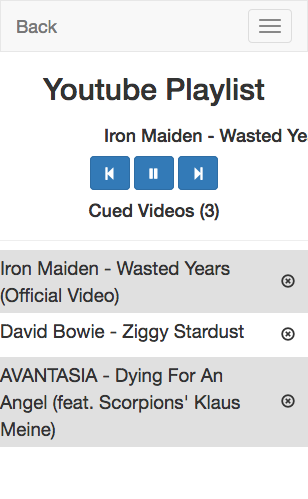 Back
Youtube Playlist
Iron Maiden - Wasted Ye
Cued Videos (3)
Iron Maiden - Wasted Years
(Official Video)
David Bowie - Ziggy Stardust
AVANTASIA - Dying For An
Angel (feat. Scorpions' Klaus
Meine)